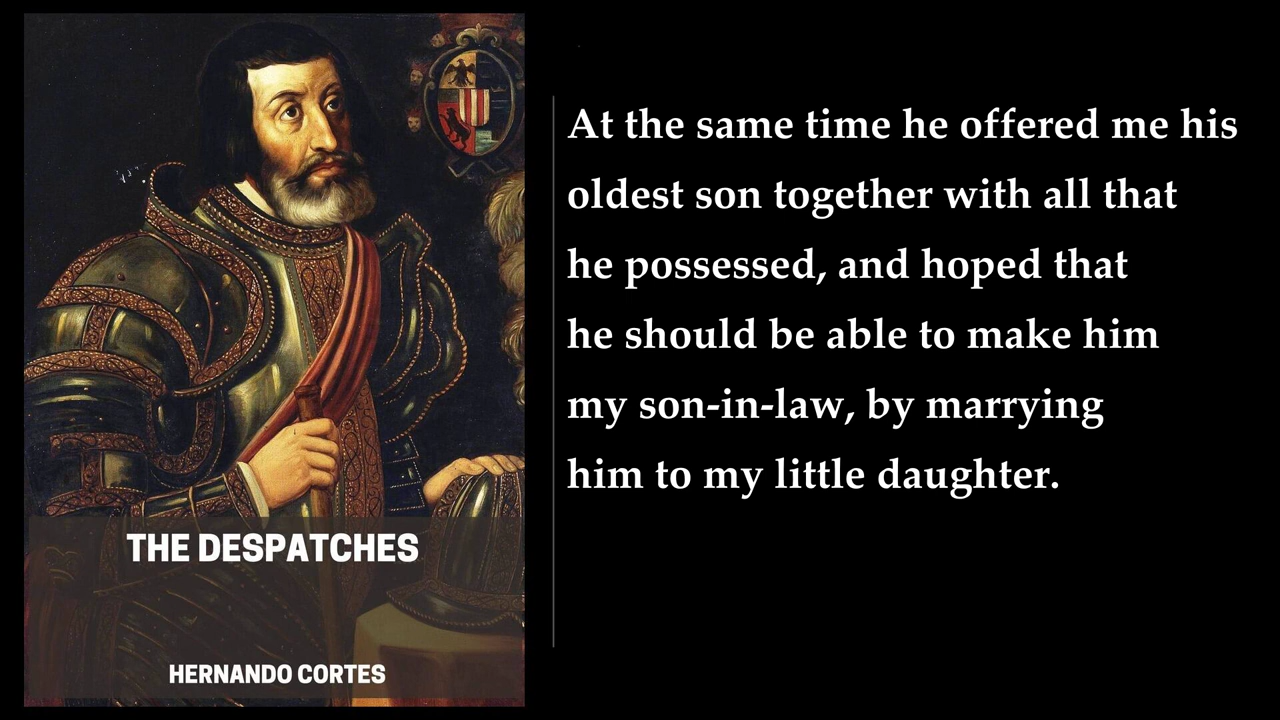 THE DESPATCHES
HERNANDO CORTES
At the same time he offered me his
oldest son together with all that
he possessed, and hoped that
he should be able to make him
my son-in-law, by marrying
him to my little daughter.